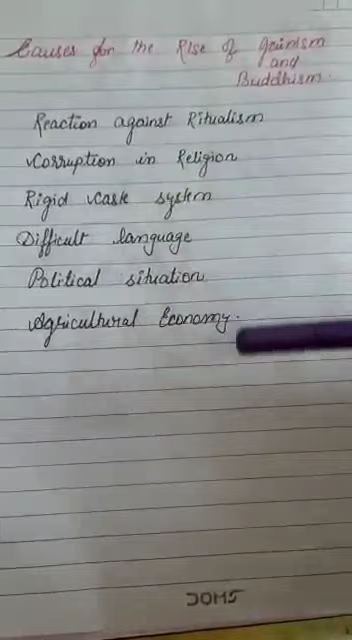 Causes for the Rise of Jainism
and
Buddhism.
Reaction against Ritualism
Corruption in Religion
Rigid Caste system
Difficult language
Political situation
Agricultural Economy.
DOMS